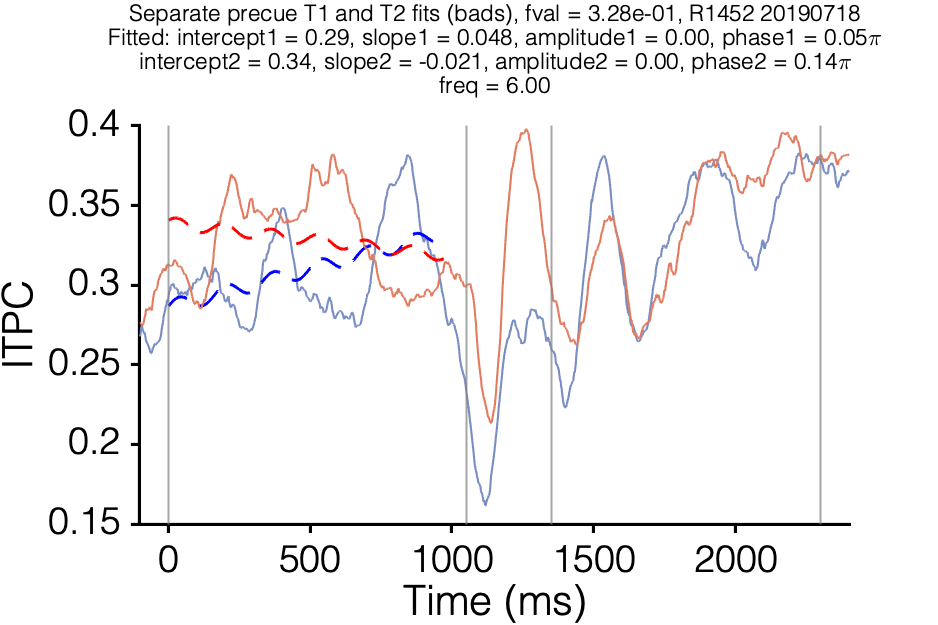 Separate precue T1 and T2 fits (bads), fval = 3.28e-01, R1452 20190718
Fitted: intercept1 = 0.29, slope1 = 0.048, amplitude1 = 0.00, phase1 = 0.05π
intercept2 = 0.34, slope2 = -0.021, amplitude2 = 0.00, phase2 = 0.14π
freq = 6.00
0.4
0.35
0.3
0.25
0.2
0.15
ITPC
0 500 1000 1500 2000
Time (ms)